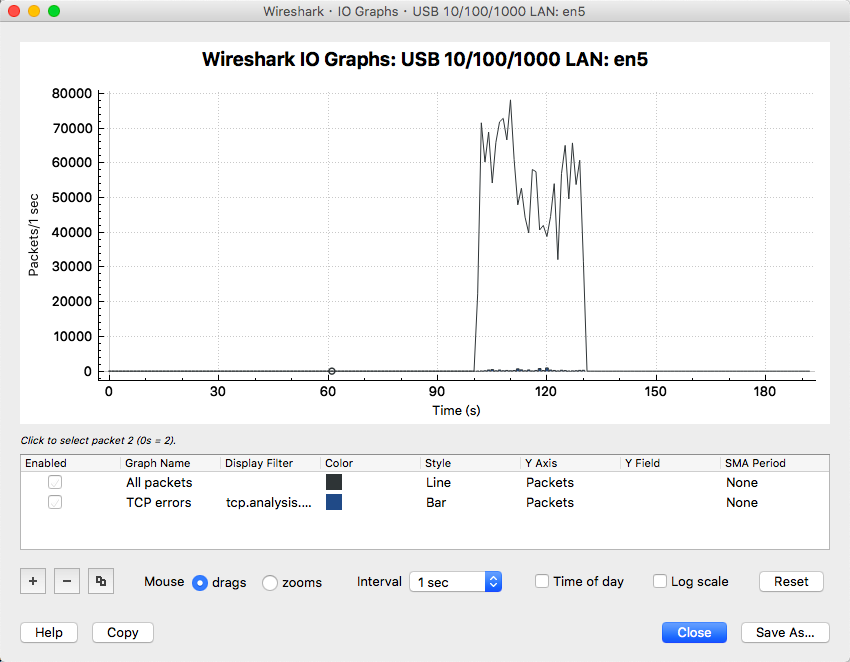 Wireshark · IO Graphs · USB 10/100/1000 LAN: en5
Wireshark IO Graphs: USB 10/100/1000 LAN: en5
80000
70000
60000
50000
40000
30000
20000
10000
0
Packets/1 sec
0 30 60 90 120 150 180
Time (s)
Click to select packet 2 (0s = 2).
Enabled Graph Name Display Filter Color Style Y Axis Y Field SMA Period
All packets Line Packets None
TCP errors tcp.analysis.... Bar Packets None
+ − Mouse drags zooms Interval 1 sec Time of day Log scale Reset
Help Copy Close Save As...